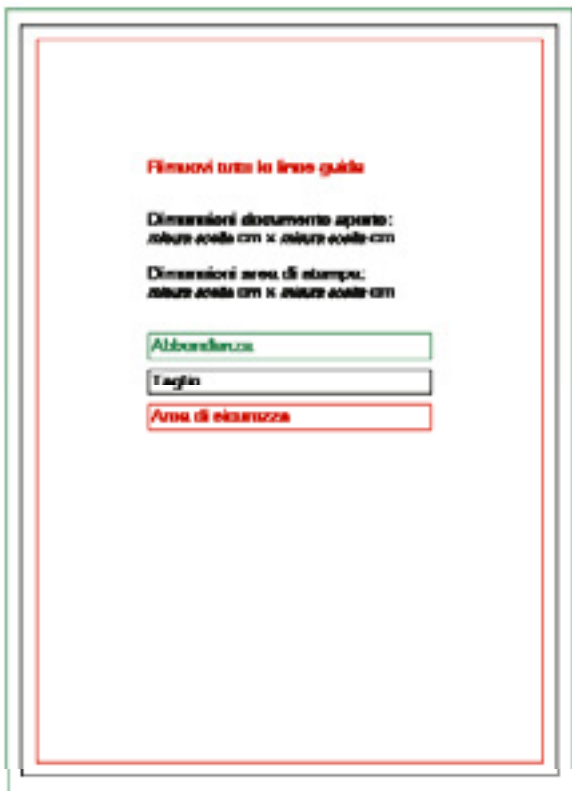 Rimuovi tutte le linee guida
Dimensioni documento aperto:
misura scelta cm x misura scelta cm
Dimensioni area di stampa:
misura scelta cm x misura scelta cm
Abbondanza
Taglio
Area di sicurezza